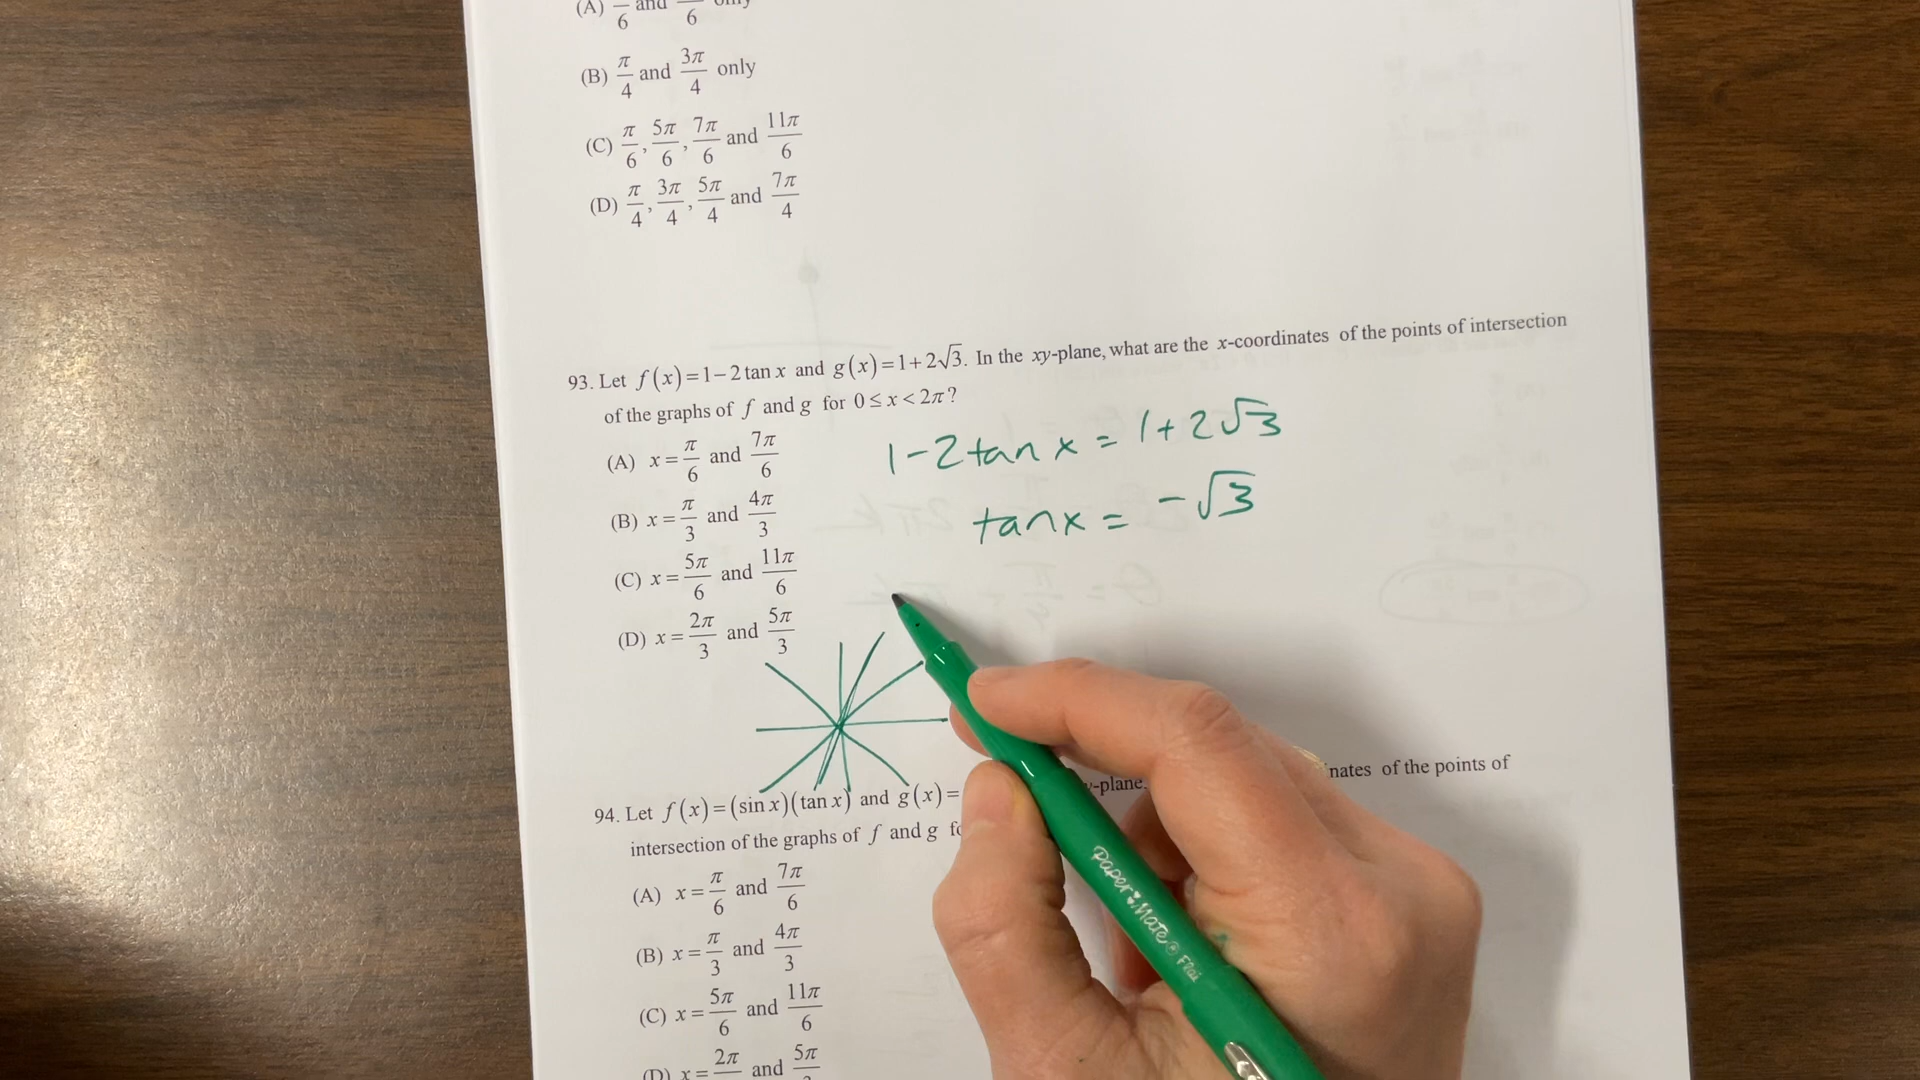 (A) π/6 and /6 only
(B) π/4 and 3π/4 only
(C) π/6, 5π/6, 7π/6 and 11π/6
(D) π/4, 3π/4, 5π/4 and 7π/4
93. Let f(x)=1−2 tan x and g(x)=1+2√3. In the xy-plane, what are the x-coordinates of the points of intersection
of the graphs of f and g for 0≤x<2π?
(A) x=π/6 and 7π/6
(B) x=π/3 and 4π/3
(C) x=5π/6 and 11π/6
(D) x=2π/3 and 5π/3
1-2tan x = 1+2√3
tanx = -√3
94. Let f(x)=(sin x)(tan x) and g(x)= -plane, nates of the points of
intersection of the graphs of f and g
(A) x=π/6 and 7π/6
(B) x=π/3 and 4π/3
(C) x=5π/6 and 11π/6
(D) x=2π and 5π
Paper Mate ® Flair